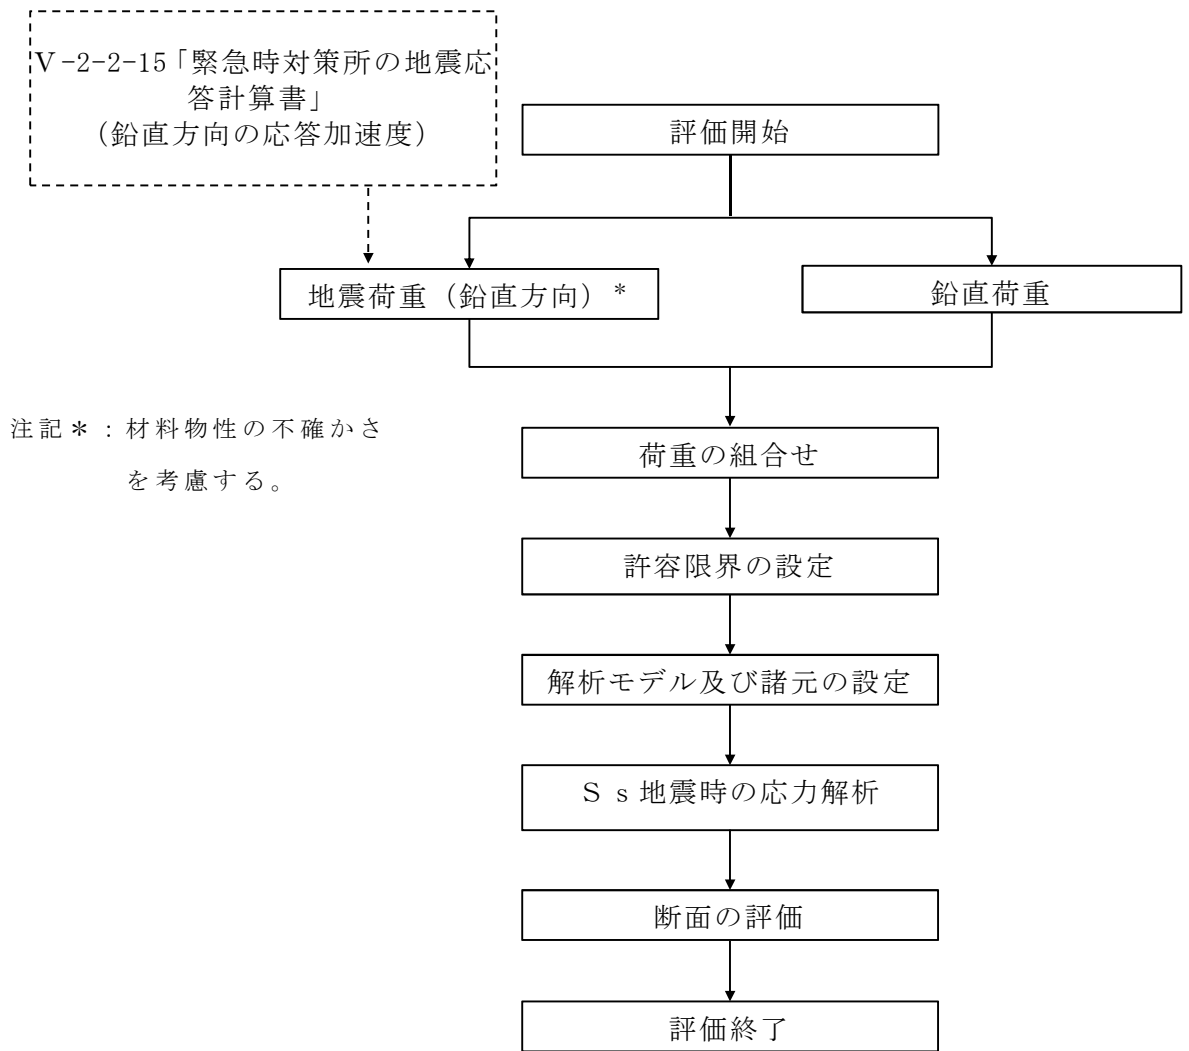 Ⅴ-2-2-15「緊急時対策所の地震応
答計算書」
（鉛直方向の応答加速度）
評価開始
地震荷重（鉛直方向）*
鉛直荷重
注記＊：材料物性の不確かさ
を考慮する。
荷重の組合せ
許容限界の設定
解析モデル及び諸元の設定
Ｓｓ地震時の応力解析
断面の評価
評価終了